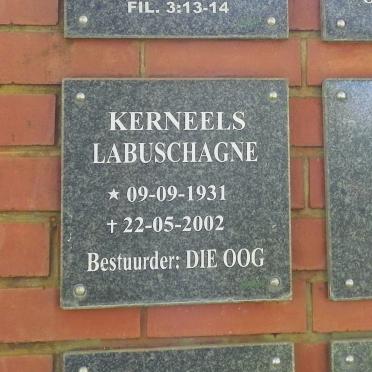 FIL. 3:13-14
KERNEELS
LABUSCHAGNE
★ 09-09-1931
† 22-05-2002
Bestuurder: DIE OOG